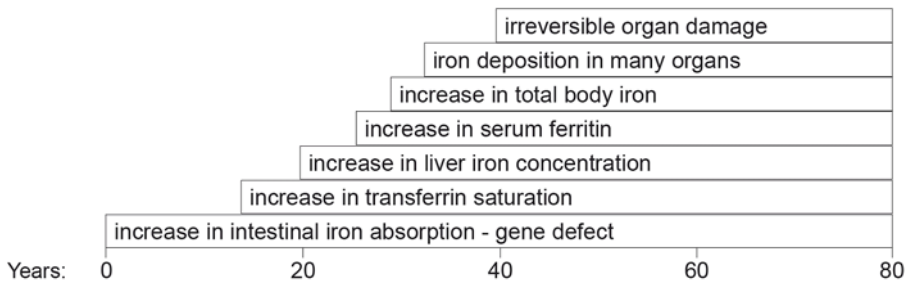 irreversible organ damage
iron deposition in many organs
increase in total body iron
increase in serum ferritin
increase in liver iron concentration
increase in transferrin saturation
increase in intestinal iron absorption - gene defect
Years: 0 20 40 60 80